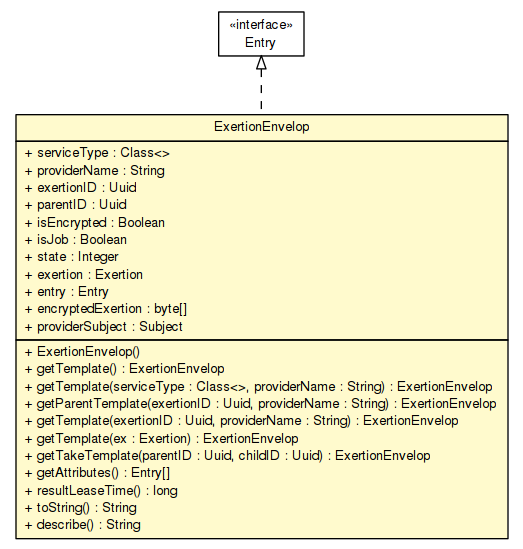 «interface»
Entry
ExertionEnvelop
+ serviceType : Class<>
+ providerName : String
+ exertionID : Uuid
+ parentID : Uuid
+ isEncrypted : Boolean
+ isJob : Boolean
+ state : Integer
+ exertion : Exertion
+ entry : Entry
+ encryptedExertion : byte[]
+ providerSubject : Subject
+ ExertionEnvelop()
+ getTemplate() : ExertionEnvelop
+ getTemplate(serviceType : Class<>, providerName : String) : ExertionEnvelop
+ getParentTemplate(exertionID : Uuid, providerName : String) : ExertionEnvelop
+ getTemplate(exertionID : Uuid, providerName : String) : ExertionEnvelop
+ getTemplate(ex : Exertion) : ExertionEnvelop
+ getTakeTemplate(parentID : Uuid, childID : Uuid) : ExertionEnvelop
+ getAttributes() : Entry[]
+ resultLeaseTime() : long
+ toString() : String
+ describe() : String